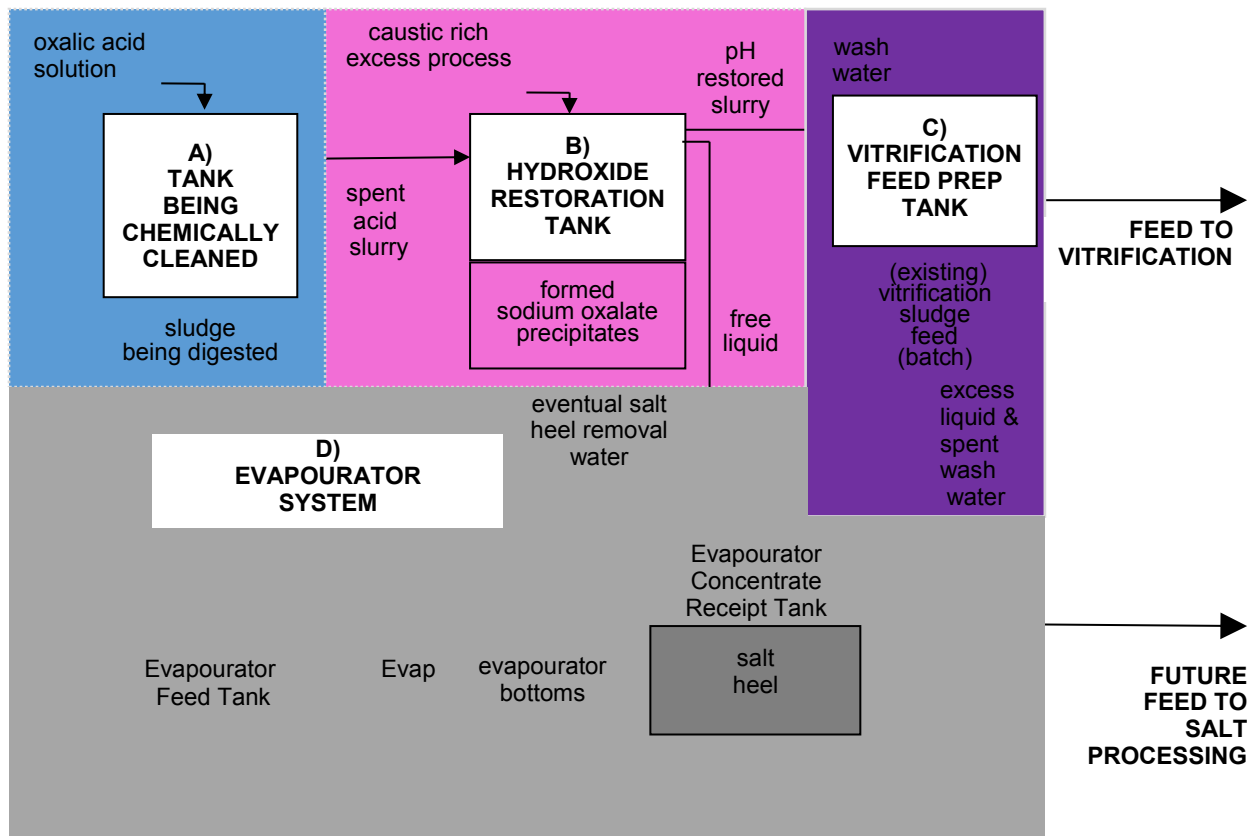 oxalic acid
solution
caustic rich
excess process
pH
restored
slurry
wash
water
A)
TANK
BEING
CHEMICALLY
CLEANED
spent
acid
slurry
B)
HYDROXIDE
RESTORATION
TANK
C)
VITRIFICATION
FEED PREP
TANK
FEED TO
VITRIFICATION
sludge
being digested
formed
sodium oxalate
precipitates
free
liquid
(existing)
vitrification
sludge
feed
(batch)
excess
liquid &
spent
wash
water
eventual salt
heel removal
water
D)
EVAPOURATOR
SYSTEM
Evapourator
Concentrate
Receipt Tank
Evapourator
Feed Tank
Evap
evapourator
bottoms
salt
heel
FUTURE
FEED TO
SALT
PROCESSING